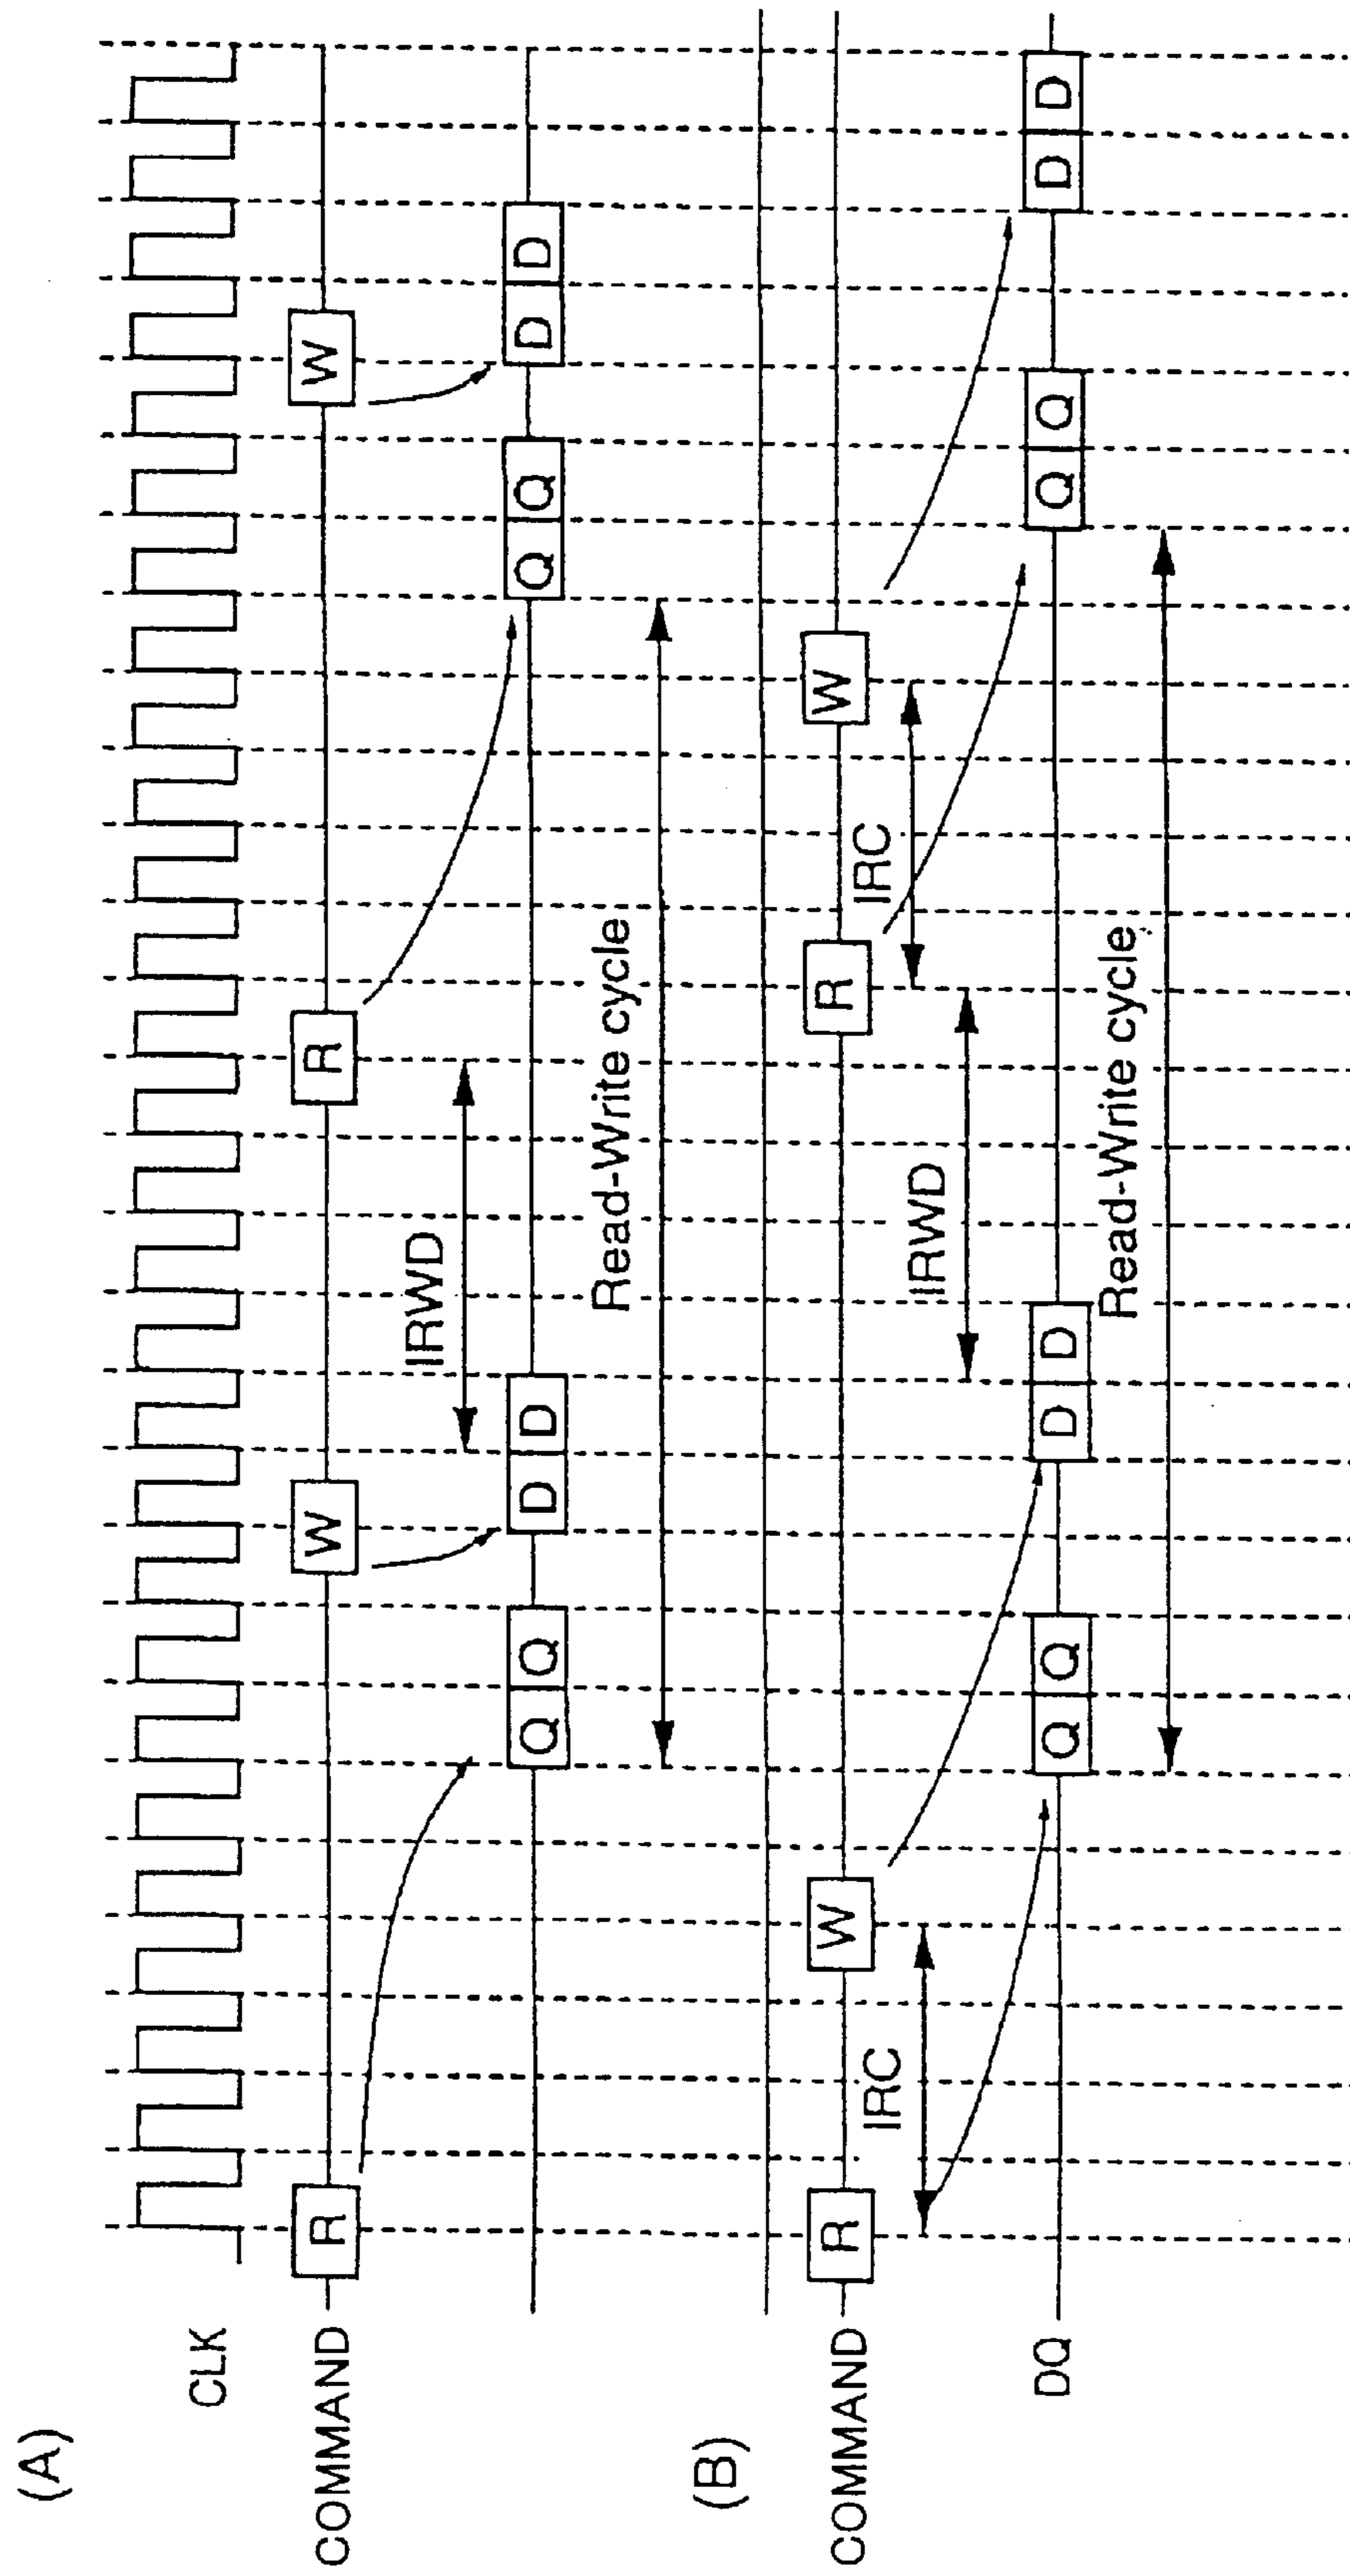 (A)
CLK
COMMAND R W R W
Q Q D D Q Q D D
IRWD
Read-Write cycle
(B)
COMMAND R W R W
IRC IRC
IRWD
DQ Q Q D D Q Q D D
Read-Write cycle